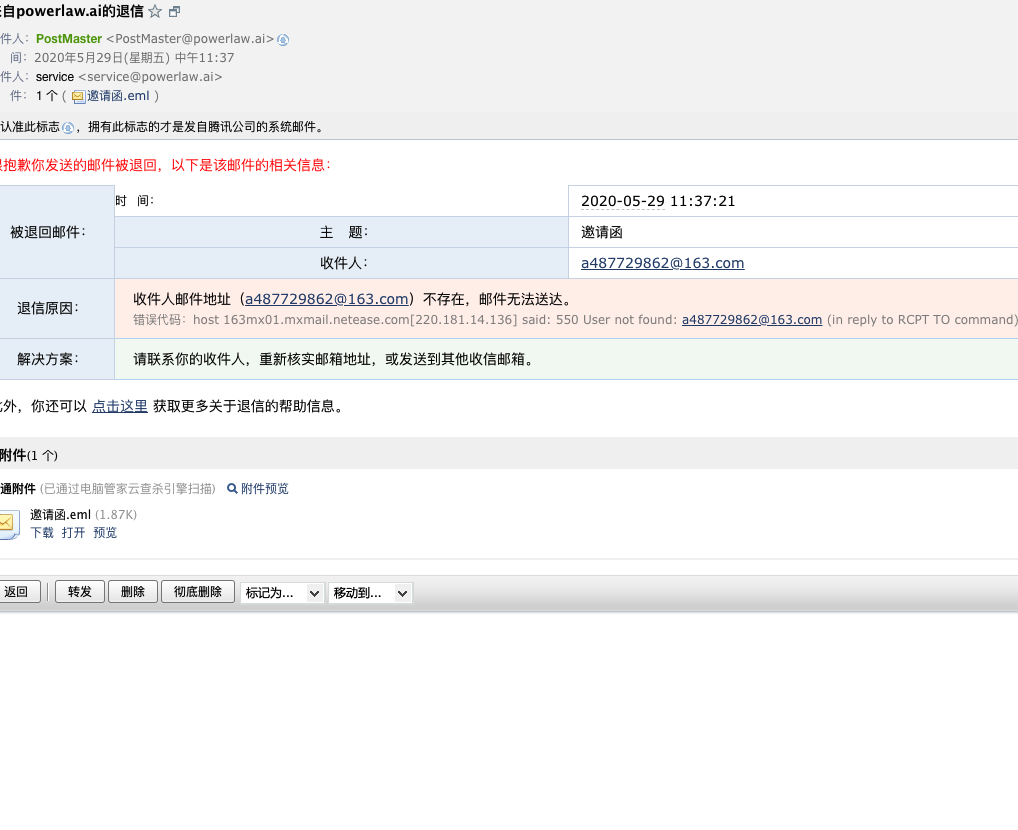 自powerlaw.ai的退信
件人: PostMaster <PostMaster@powerlaw.ai>
间: 2020年5月29日(星期五) 中午11:37
件人: service <service@powerlaw.ai>
件: 1 个 ( 邀请函.eml )
认准此标志，拥有此标志的才是发自腾讯公司的系统邮件。
抱歉你发送的邮件被退回，以下是该邮件的相关信息：
被退回邮件：
时 间：
2020-05-29 11:37:21
主 题：
邀请函
收件人：
a487729862@163.com
退信原因：
收件人邮件地址（a487729862@163.com）不存在，邮件无法送达。
错误代码：host 163mx01.mxmail.netease.com[220.181.14.136] said: 550 User not found: a487729862@163.com (in reply to RCPT TO command)
解决方案：
请联系你的收件人，重新核实邮箱地址，或发送到其他收信邮箱。
外，你还可以 点击这里 获取更多关于退信的帮助信息。
附件(1 个)
通附件 (已通过电脑管家云查杀引擎扫描) 附件预览
邀请函.eml (1.87K)
下载 打开 预览
返回 转发 删除 彻底删除 标记为... 移动到...